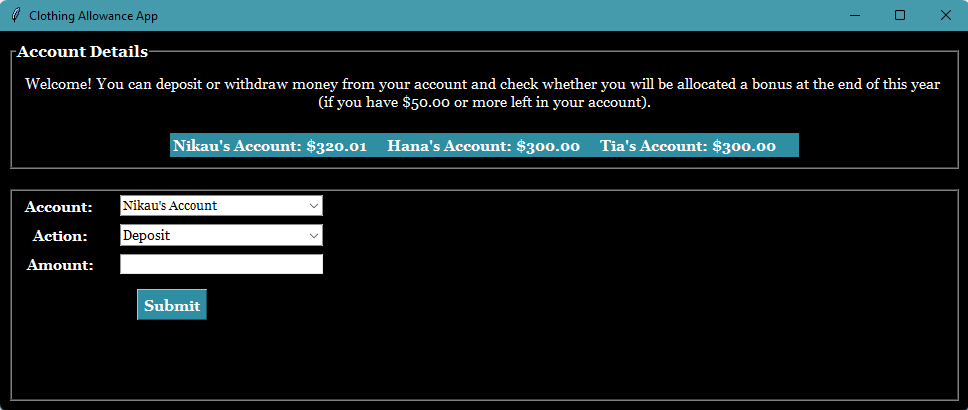 Clothing Allowance App
Account Details
Welcome! You can deposit or withdraw money from your account and check whether you will be allocated a bonus at the end of this year
(if you have $50.00 or more left in your account).
Nikau's Account: $320.01 Hana's Account: $300.00 Tia's Account: $300.00
Account: Nikau's Account
Action: Deposit
Amount:
Submit